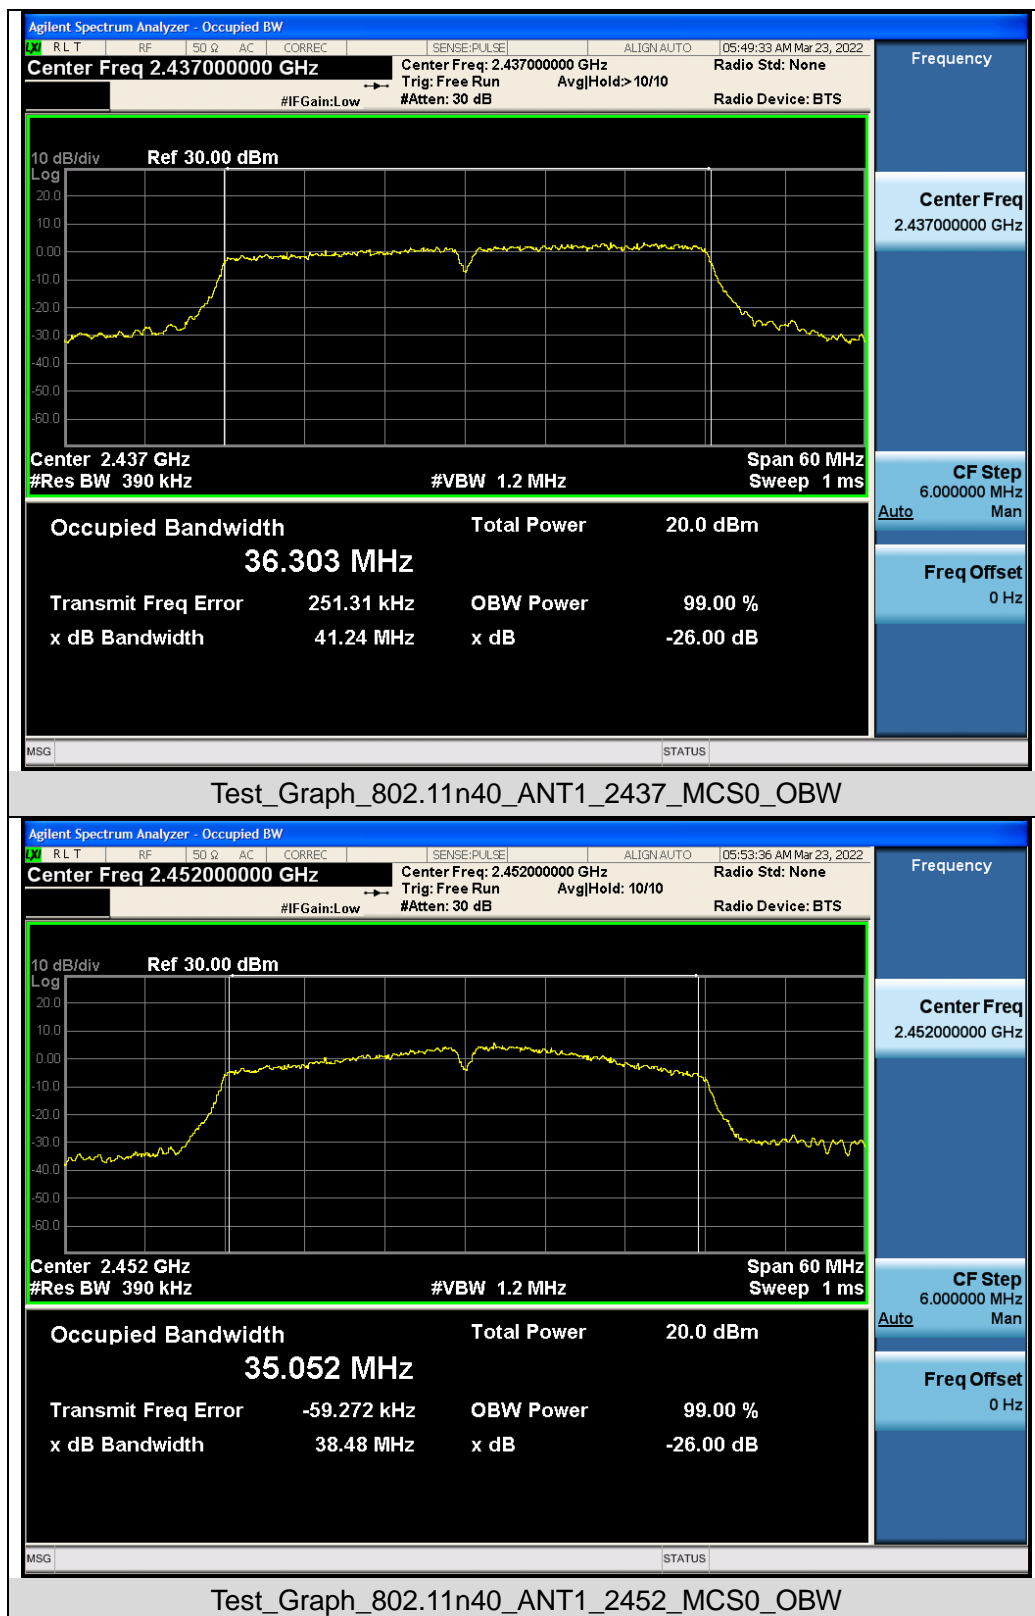 Agilent Spectrum Analyzer - Occupied BW
LXI RLT RF 50 Ω AC CORREC SENSE:PULSE ALIGN AUTO 05:49:33 AM Mar 23, 2022
Center Freq 2.437000000 GHz
Center Freq: 2.437000000 GHz
Radio Std: None
Trig: Free Run Avg|Hold:>10/10
#IFGain:Low
#Atten: 30 dB
Radio Device: BTS
10 dB/div Ref 30.00 dBm
Log
20.0
10.0
0.00
-10.0
-20.0
-30.0
-40.0
-50.0
-60.0
Center 2.437 GHz Span 60 MHz
#Res BW 390 kHz #VBW 1.2 MHz Sweep 1 ms
Occupied Bandwidth Total Power 20.0 dBm
36.303 MHz
Transmit Freq Error 251.31 kHz OBW Power 99.00 %
x dB Bandwidth 41.24 MHz x dB -26.00 dB
MSG STATUS
Frequency
Center Freq
2.437000000 GHz
CF Step
6.000000 MHz
Auto Man
Freq Offset
0 Hz
Test_Graph_802.11n40_ANT1_2437_MCS0_OBW
Agilent Spectrum Analyzer - Occupied BW
LXI RLT RF 50 Ω AC CORREC SENSE:PULSE ALIGN AUTO 05:53:36 AM Mar 23, 2022
Center Freq 2.452000000 GHz
Center Freq: 2.452000000 GHz
Radio Std: None
Trig: Free Run Avg|Hold: 10/10
#IFGain:Low
#Atten: 30 dB
Radio Device: BTS
10 dB/div Ref 30.00 dBm
Log
20.0
10.0
0.00
-10.0
-20.0
-30.0
-40.0
-50.0
-60.0
Center 2.452 GHz Span 60 MHz
#Res BW 390 kHz #VBW 1.2 MHz Sweep 1 ms
Occupied Bandwidth Total Power 20.0 dBm
35.052 MHz
Transmit Freq Error -59.272 kHz OBW Power 99.00 %
x dB Bandwidth 38.48 MHz x dB -26.00 dB
MSG STATUS
Frequency
Center Freq
2.452000000 GHz
CF Step
6.000000 MHz
Auto Man
Freq Offset
0 Hz
Test_Graph_802.11n40_ANT1_2452_MCS0_OBW